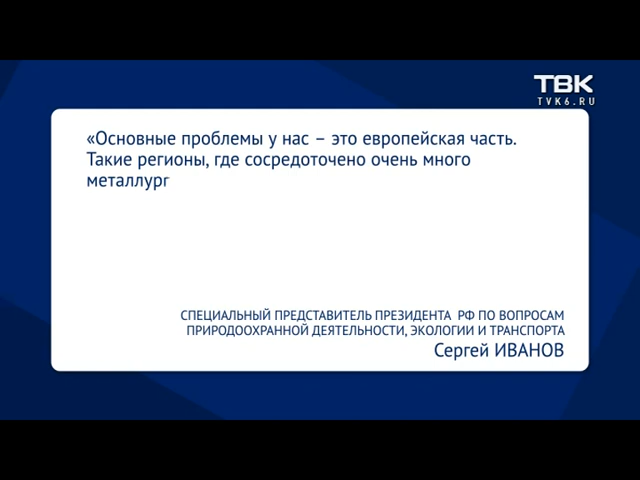 ТВК
TVK6.RU
«Основные проблемы у нас – это европейская часть.
Такие регионы, где сосредоточено очень много
металлург
СПЕЦИАЛЬНЫЙ ПРЕДСТАВИТЕЛЬ ПРЕЗИДЕНТА РФ ПО ВОПРОСАМ
ПРИРОДООХРАННОЙ ДЕЯТЕЛЬНОСТИ, ЭКОЛОГИИ И ТРАНСПОРТА
Сергей ИВАНОВ